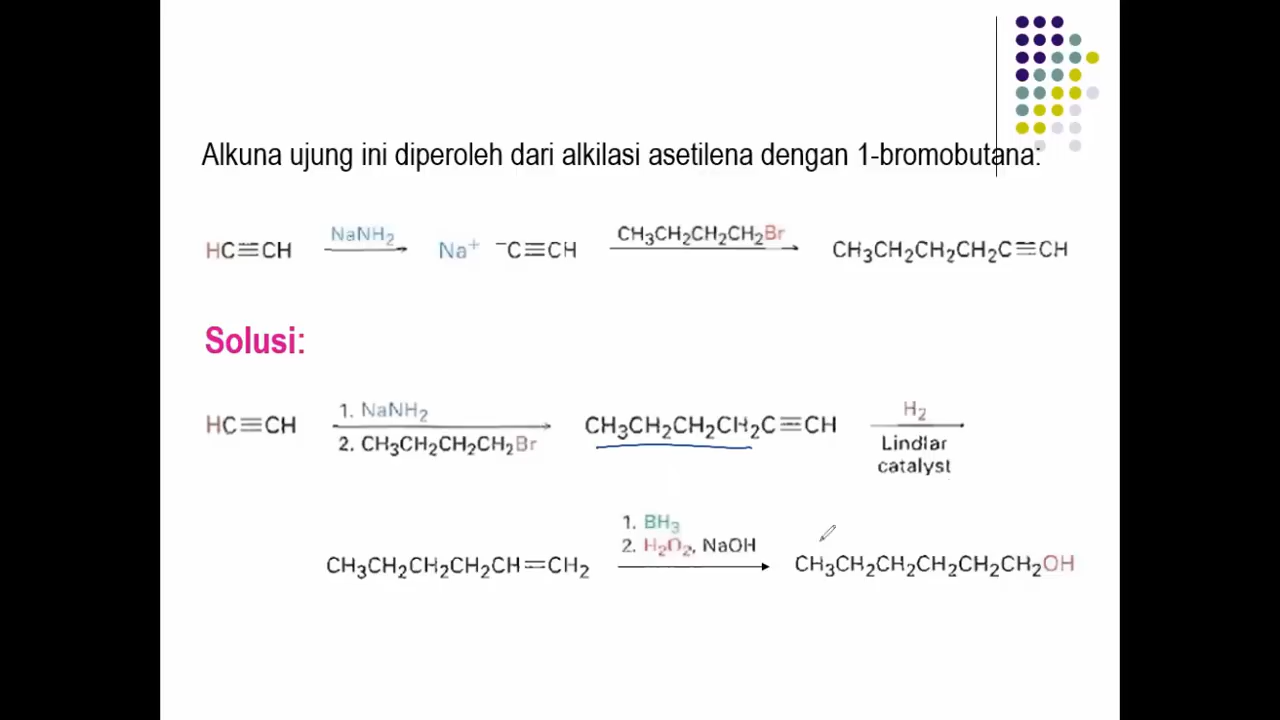 Alkuna ujung ini diperoleh dari alkilasi asetilena dengan 1-bromobutana:
HC≡CH NaNH₂ Na⁺ ⁻C≡CH CH₃CH₂CH₂CH₂Br CH₃CH₂CH₂CH₂C≡CH
Solusi:
HC≡CH 1. NaNH₂ CH₃CH₂CH₂CH₂C≡CH H₂
2. CH₃CH₂CH₂CH₂Br Lindlar
catalyst
1. BH₃
2. H₂O₂, NaOH
CH₃CH₂CH₂CH₂CH=CH₂ CH₃CH₂CH₂CH₂CH₂CH₂OH